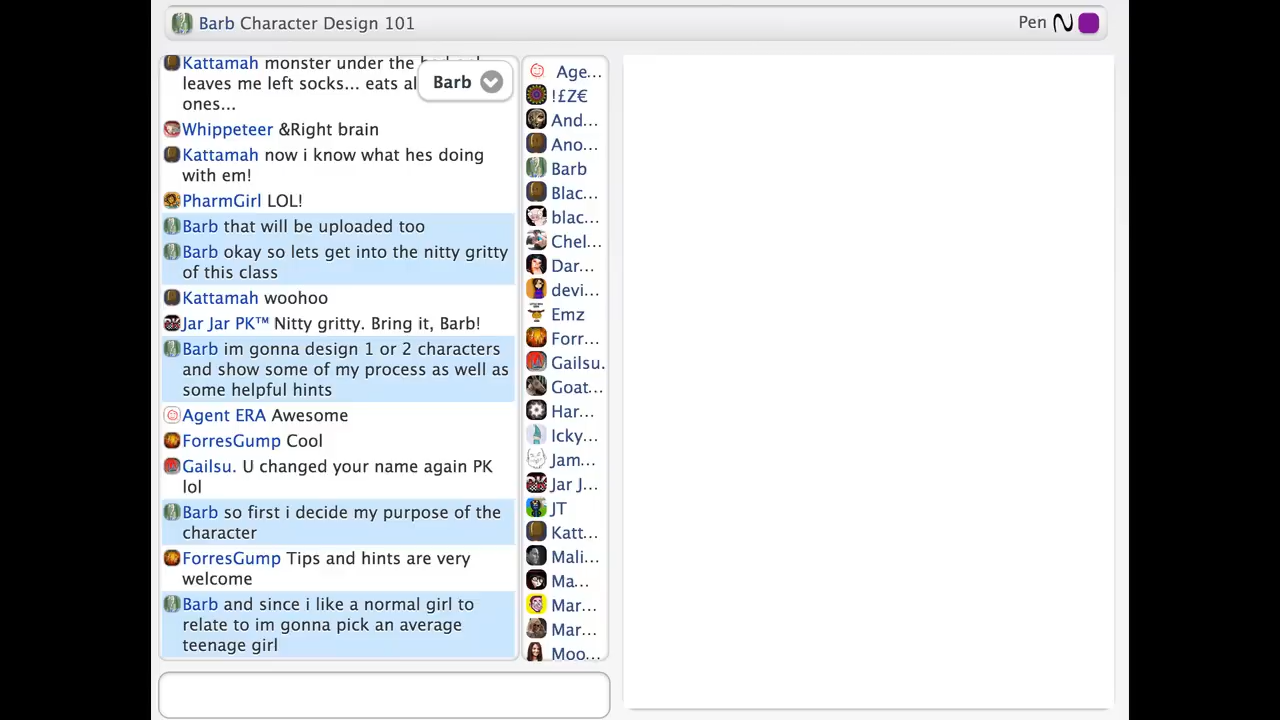 Barb Character Design 101
Pen
Kattamah monster under the
leaves me left socks... eats al
ones...
Barb
Whippeteer &Right brain
Kattamah now i know what hes doing
with em!
PharmGirl LOL!
Barb that will be uploaded too
Barb okay so lets get into the nitty gritty
of this class
Kattamah woohoo
Jar Jar PK™ Nitty gritty. Bring it, Barb!
Barb im gonna design 1 or 2 characters
and show some of my process as well as
some helpful hints
Agent ERA Awesome
ForresGump Cool
Gailsu. U changed your name again PK
lol
Barb so first i decide my purpose of the
character
ForresGump Tips and hints are very
welcome
Barb and since i like a normal girl to
relate to im gonna pick an average
teenage girl
Age...
!£Z€
And...
Ano...
Barb
Blac...
blac...
Chel...
Dar...
devi...
Emz
Forr...
Gailsu.
Goat...
Har...
Icky...
Jam...
Jar J...
JT
Katt...
Mali...
Ma...
Mar...
Mar...
Moo...